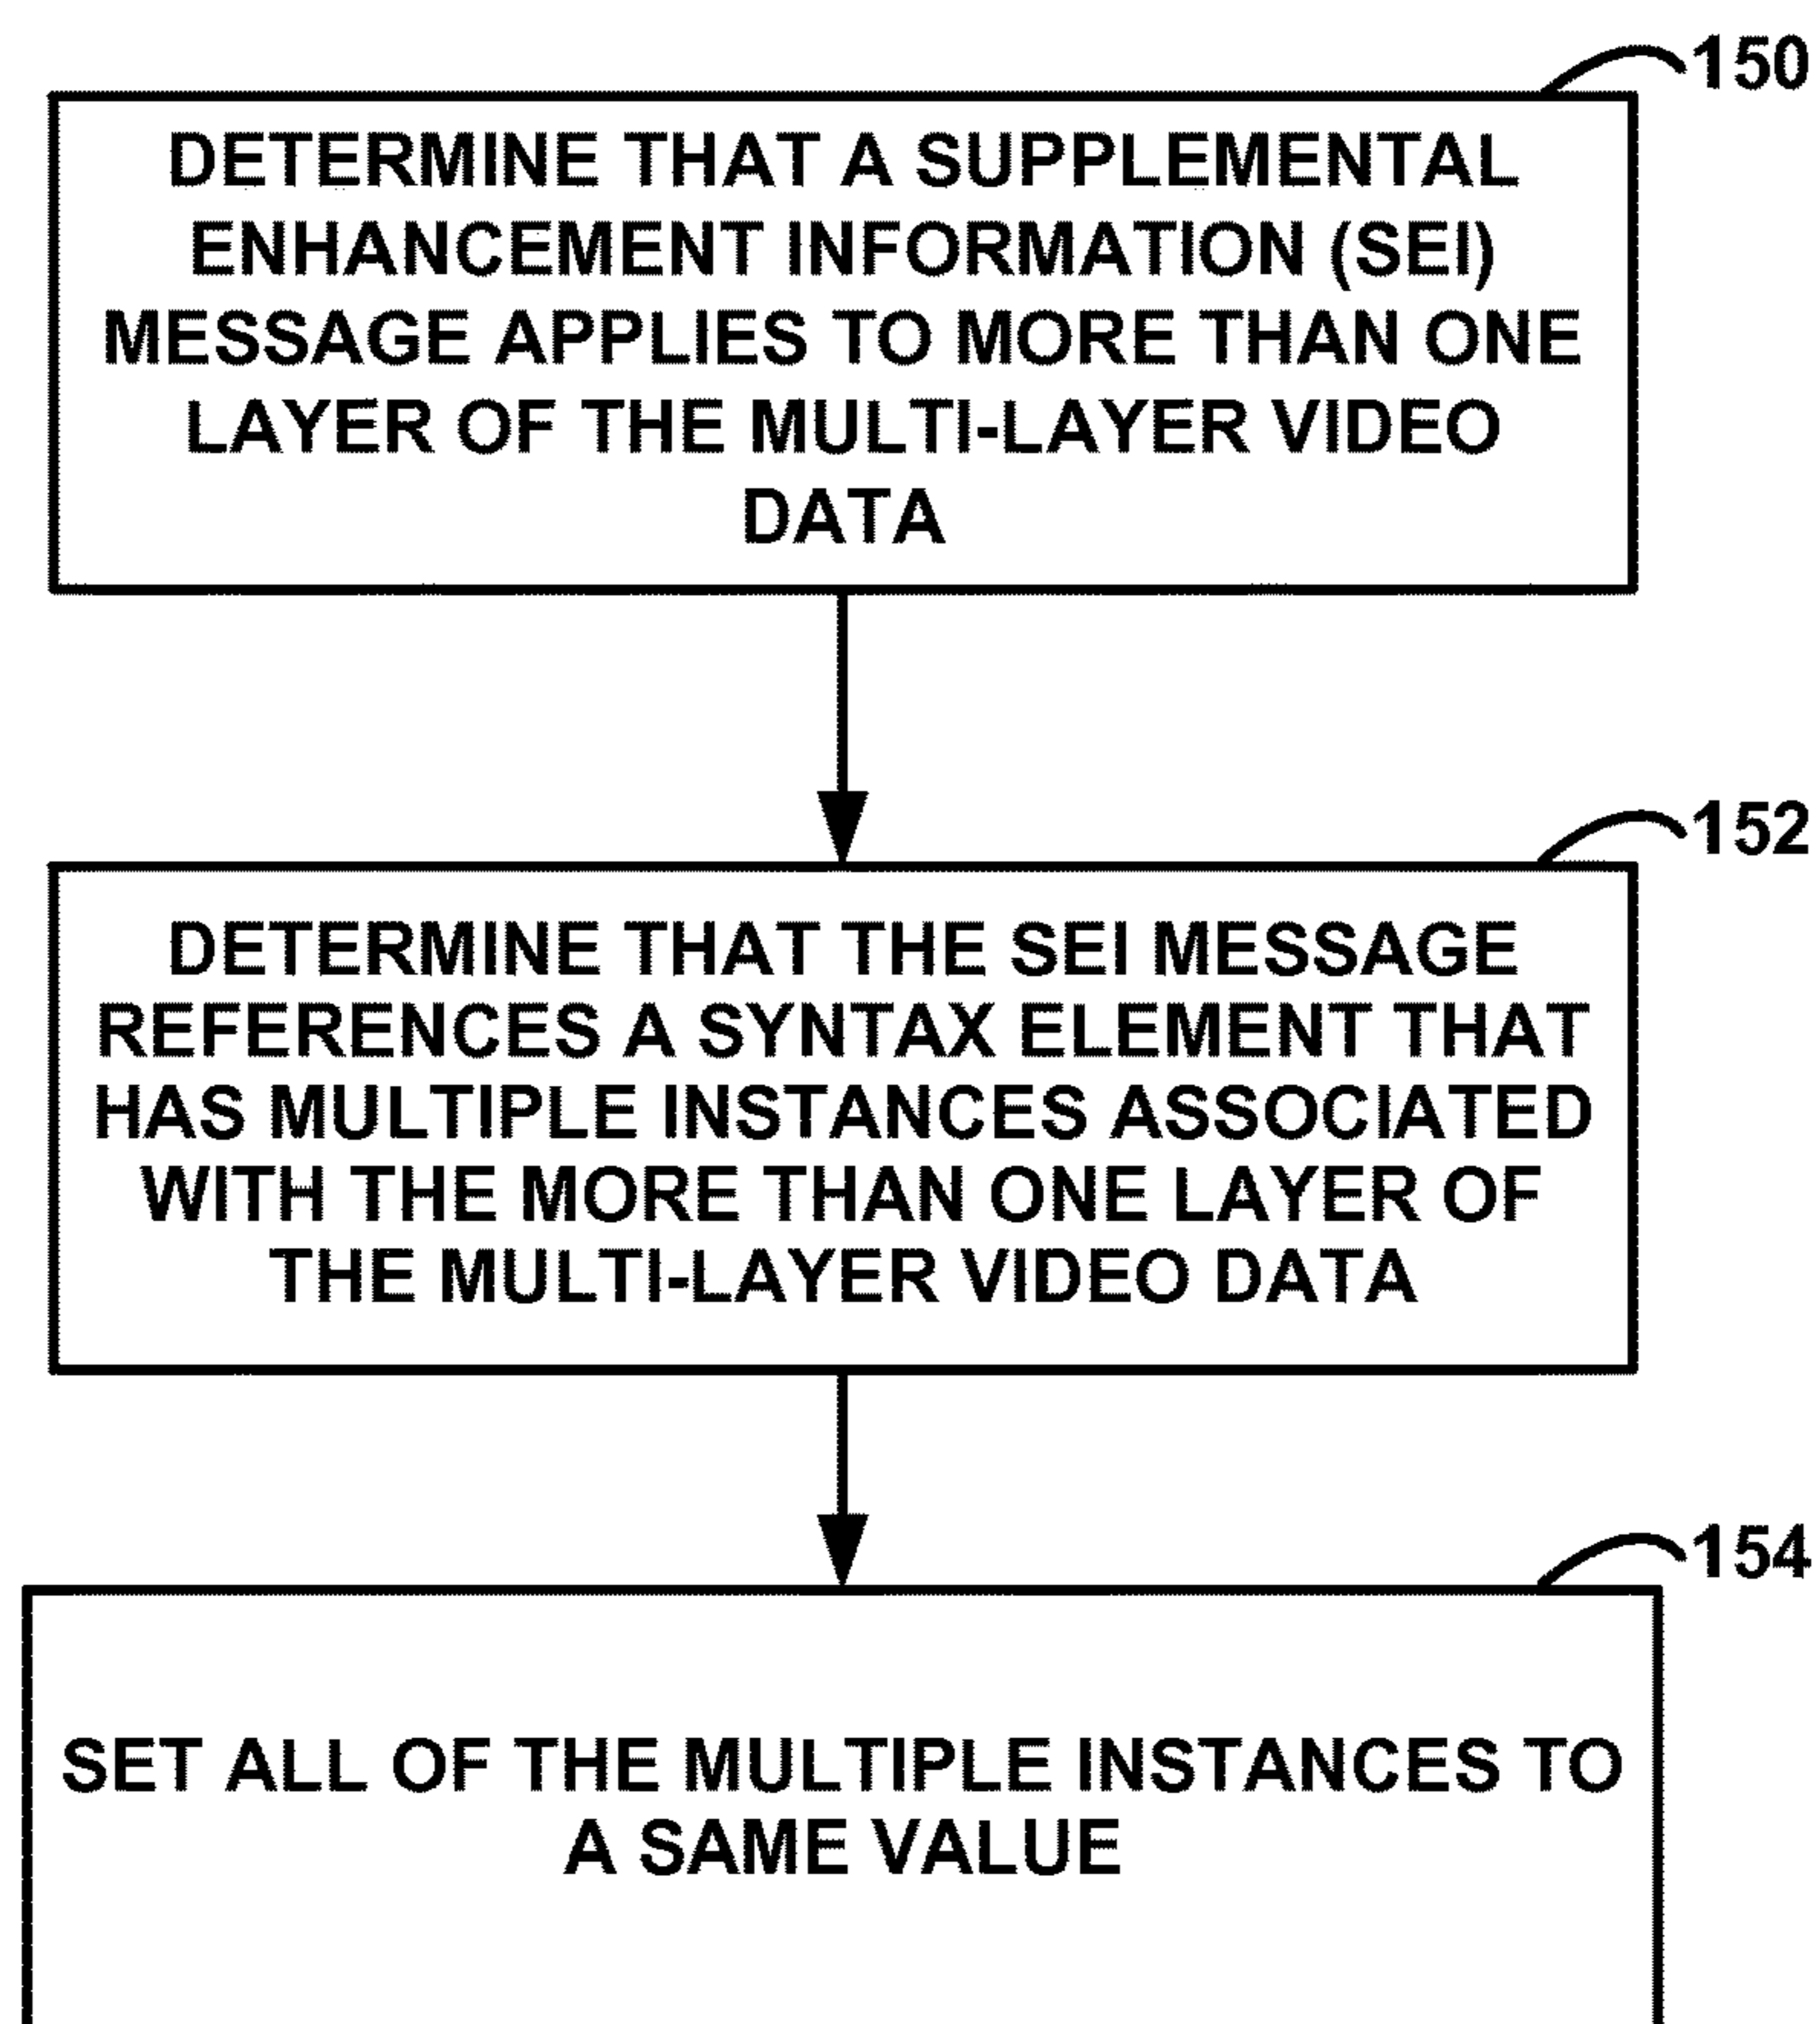 150
DETERMINE THAT A SUPPLEMENTAL
ENHANCEMENT INFORMATION (SEI)
MESSAGE APPLIES TO MORE THAN ONE
LAYER OF THE MULTI-LAYER VIDEO
DATA
152
DETERMINE THAT THE SEI MESSAGE
REFERENCES A SYNTAX ELEMENT THAT
HAS MULTIPLE INSTANCES ASSOCIATED
WITH THE MORE THAN ONE LAYER OF
THE MULTI-LAYER VIDEO DATA
154
SET ALL OF THE MULTIPLE INSTANCES TO
A SAME VALUE